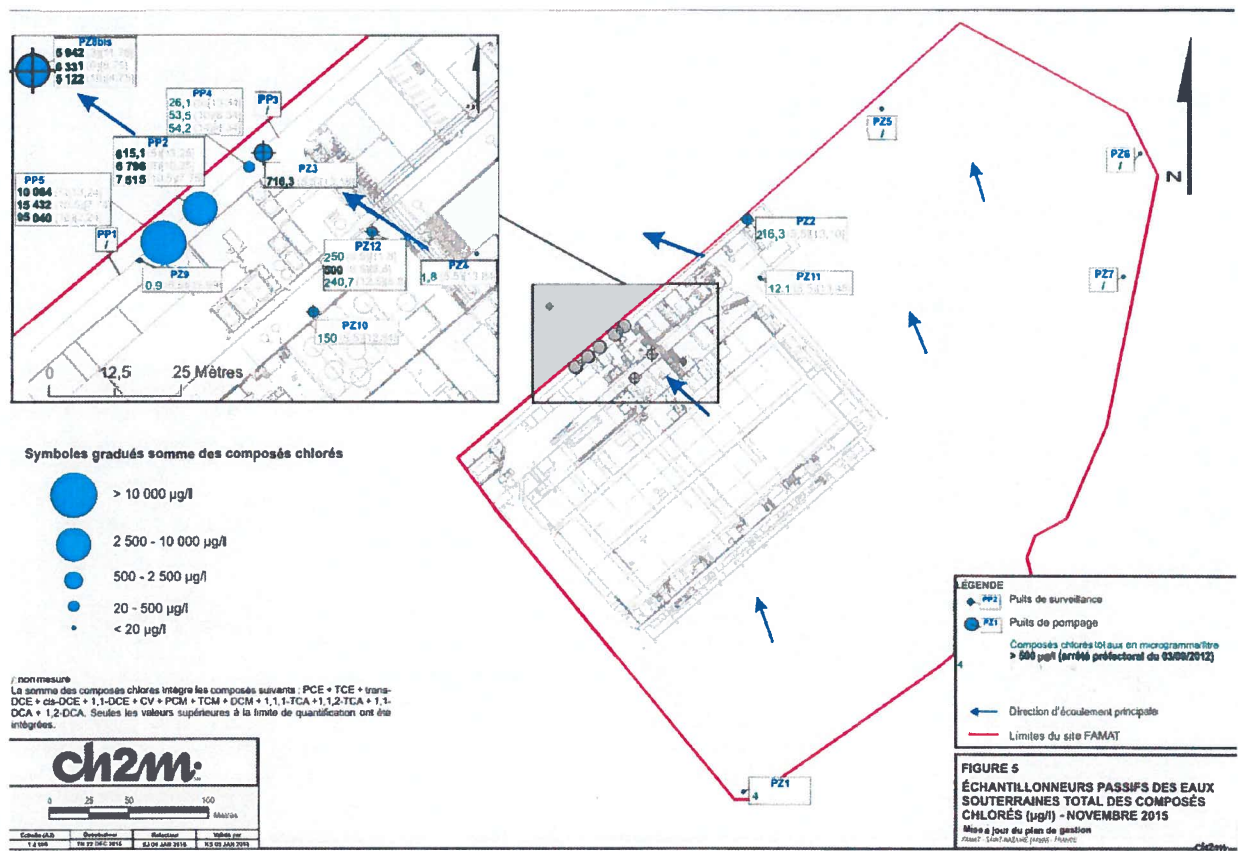 PZ8bis
5 942
6 331
5 122
PP4
26,1
53,5
54,2
PP3
/
PP2
615,1
6 796
7 515
PZ3
716,3
PP5
10 084
15 432
95 040
PP1
/
PZ9
0.9
PZ12
250
500
240,7
PZ4
1,8
PZ10
150
0 12,5 25 Mètres
PZ5
/
PZ6
/
PZ2
216,3
PZ11
12.1
PZ7
/
PZ1
4
N
Symboles gradués somme des composés chlorés
> 10 000 µg/l
2 500 - 10 000 µg/l
500 - 2 500 µg/l
20 - 500 µg/l
< 20 µg/l
/ non mesuré
La somme des composés chlorés intègre les composés suivants : PCE + TCE + trans-
DCE + cis-DCE + 1,1-DCE + CV + PCM + TCM + DCM + 1,1,1-TCA +1,1,2-TCA + 1,1-
DCA + 1,2-DCA. Seules les valeurs supérieures à la limite de quantification ont été
intégrées.
ch2m:
0 25 50 100
Mètres
LÉGENDE
PP2 Puits de surveillance
PZ1 Puits de pompage
Composés chlorés totaux en microgramme/litre
> 500 µg/l (arrêté préfectoral du 03/09/2012)
4
Direction d'écoulement principale
Limites du site FAMAT
FIGURE 5
ÉCHANTILLONNEURS PASSIFS DES EAUX
SOUTERRAINES TOTAL DES COMPOSÉS
CHLORÉS (µg/l) - NOVEMBRE 2015
Mise à jour du plan de gestion
ch2m: